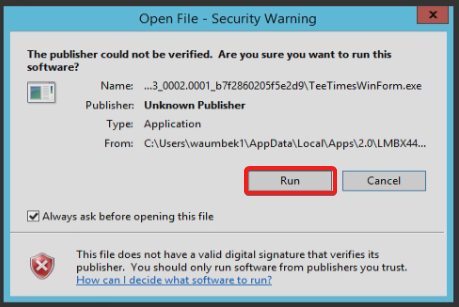 Open File - Security Warning
x
The publisher could not be verified. Are you sure you want to run this
software?
Name: ...3_0002.0001_b7f2860205f5e2d9\TeeTimesWinForm.exe
Publisher: Unknown Publisher
Type: Application
From: C:\Users\waumbek1\AppData\Local\Apps\2.0\LMBX44...
Run Cancel
Always ask before opening this file
This file does not have a valid digital signature that verifies its
publisher. You should only run software from publishers you trust.
How can I decide what software to run?